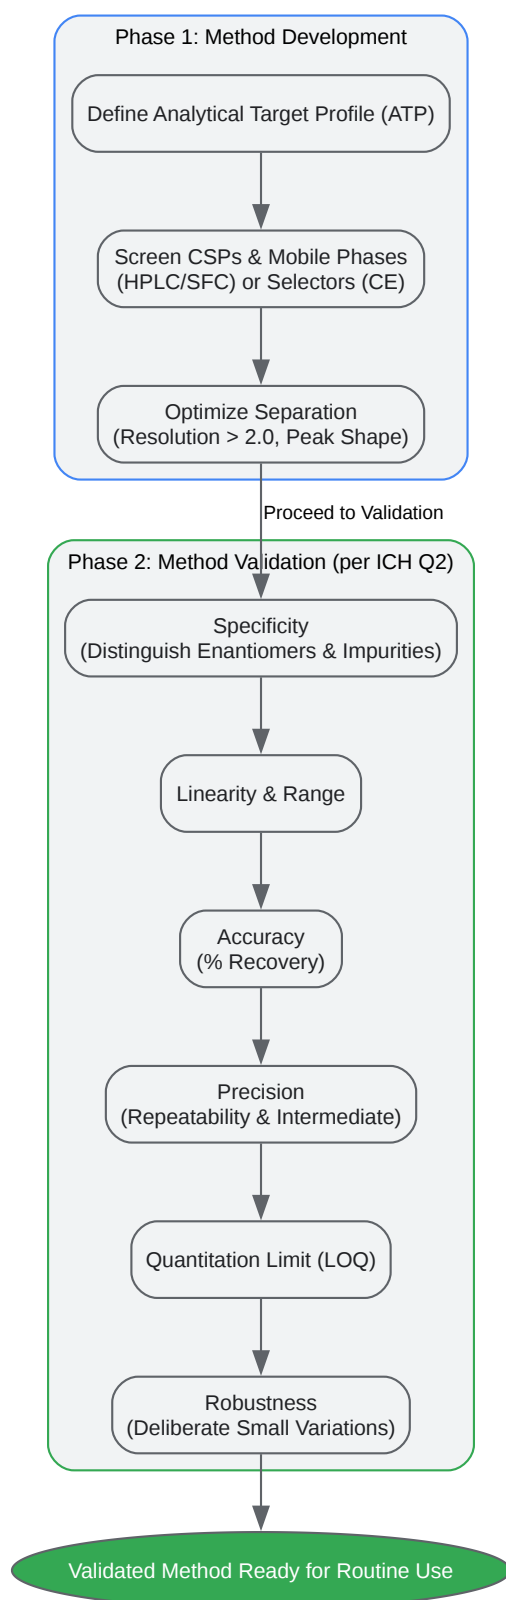 Phase 1: Method Development
Define Analytical Target Profile (ATP)
Screen CSPs & Mobile Phases
(HPLC/SFC) or Selectors (CE)
Optimize Separation
(Resolution > 2.0, Peak Shape)
Proceed to Validation
Phase 2: Method Validation (per ICH Q2)
Specificity
(Distinguish Enantiomers & Impurities)
Linearity & Range
Accuracy
(% Recovery)
Precision
(Repeatability & Intermediate)
Quantitation Limit (LOQ)
Robustness
(Deliberate Small Variations)
Validated Method Ready for Routine Use